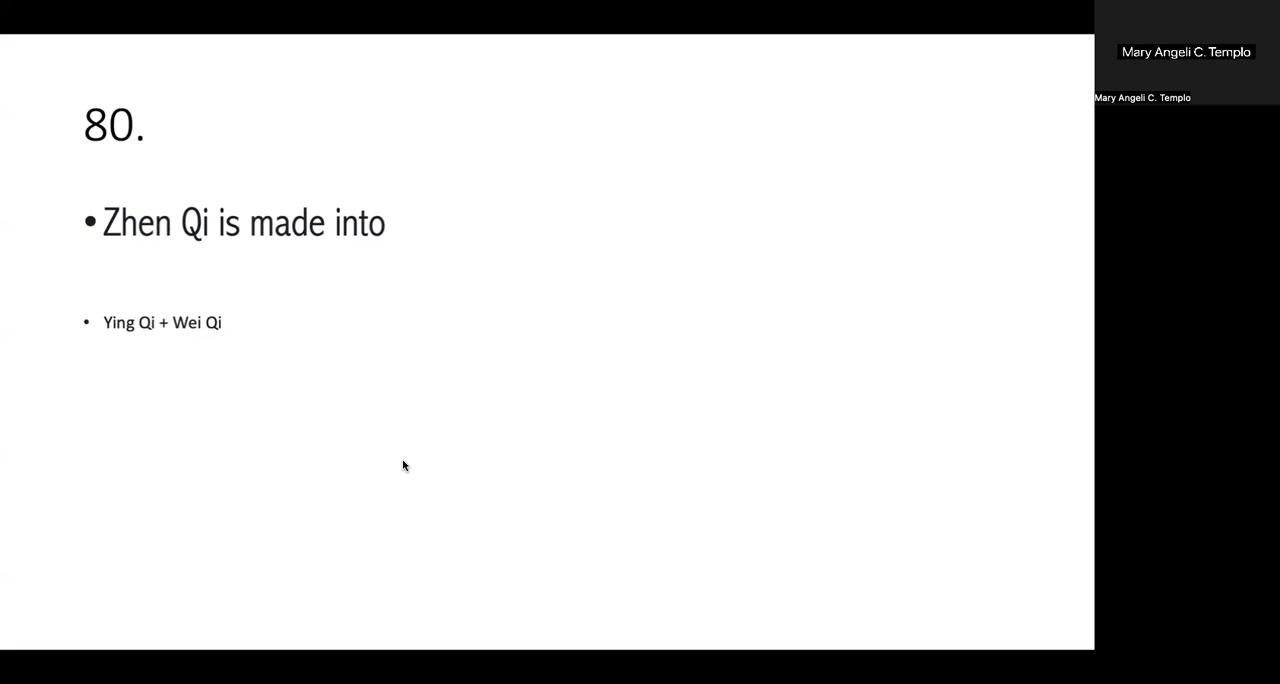 80.
• Zhen Qi is made into
• Ying Qi + Wei Qi
Mary Angeli C. Templo
Mary Angeli C. Templo